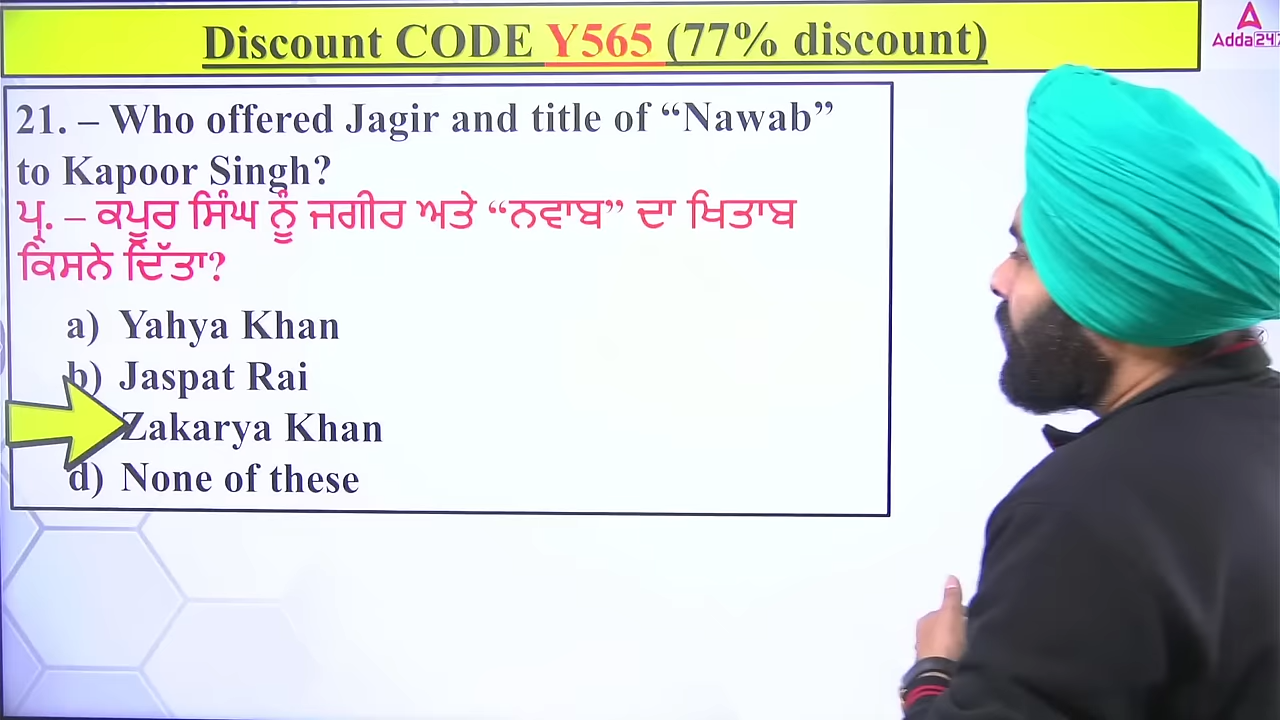 Discount CODE Y565 (77% discount)
Adda247
21. – Who offered Jagir and title of “Nawab”
to Kapoor Singh?
ਪ੍ਰ. – ਕਪੂਰ ਸਿੰਘ ਨੂੰ ਜਗੀਰ ਅਤੇ “ਨਵਾਬ” ਦਾ ਖਿਤਾਬ
ਕਿਸਨੇ ਦਿੱਤਾ?
a) Yahya Khan
b) Jaspat Rai
Zakarya Khan
d) None of these